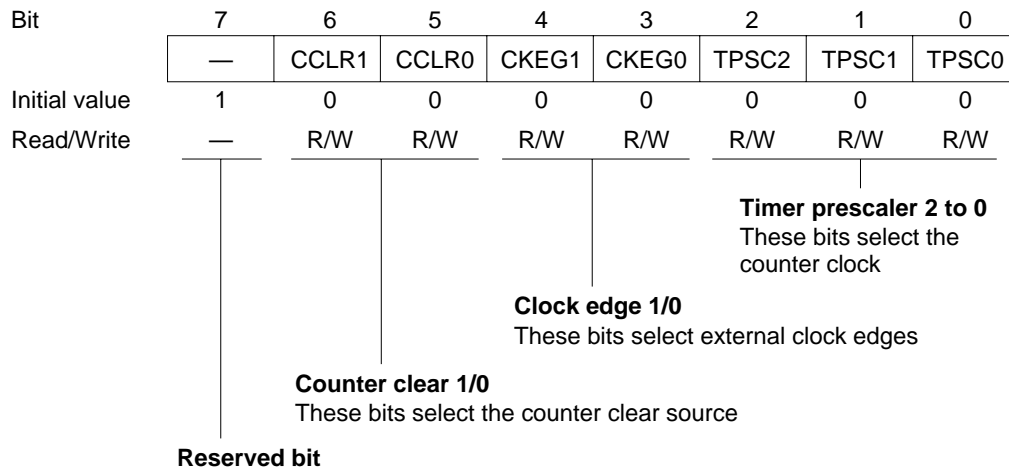 Bit 7 6 5 4 3 2 1 0
— CCLR1 CCLR0 CKEG1 CKEG0 TPSC2 TPSC1 TPSC0
Initial value 1 0 0 0 0 0 0 0
Read/Write — R/W R/W R/W R/W R/W R/W R/W
Timer prescaler 2 to 0
These bits select the
counter clock
Clock edge 1/0
These bits select external clock edges
Counter clear 1/0
These bits select the counter clear source
Reserved bit